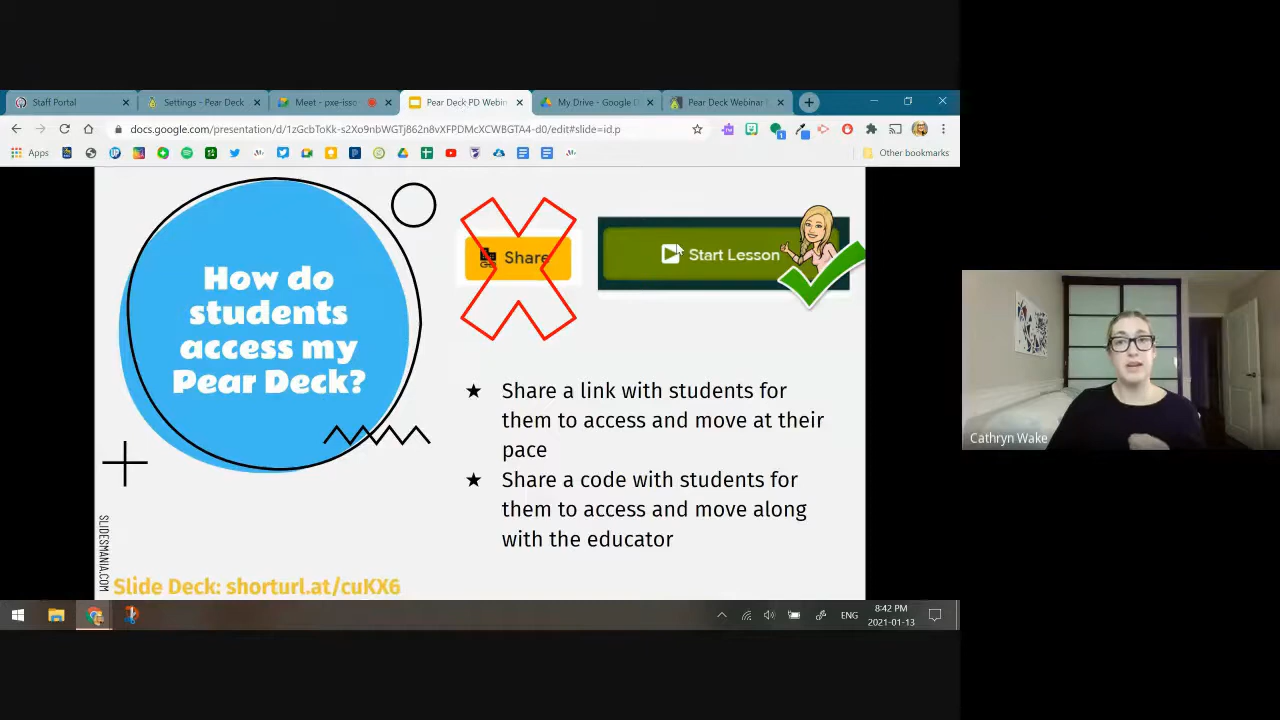 Staff Portal
Settings - Pear Deck
Meet - pxe-isso
Pear Deck PD Webin
My Drive - Google D
Pear Deck Webinar
docs.google.com/presentation/d/1zGcbToKk-s2Xo9nbWGTj862n8vXFPDMcXCWBGTA4-d0/edit#slide=id.p
Apps
Other bookmarks
How do
students
access my
Pear Deck?
Share
Start Lesson
★ Share a link with students for
them to access and move at their
pace
★ Share a code with students for
them to access and move along
with the educator
SLIDESMANIA.COM
Slide Deck: shorturl.at/cuKX6
Cathryn Wake
ENG
8:42 PM
2021-01-13